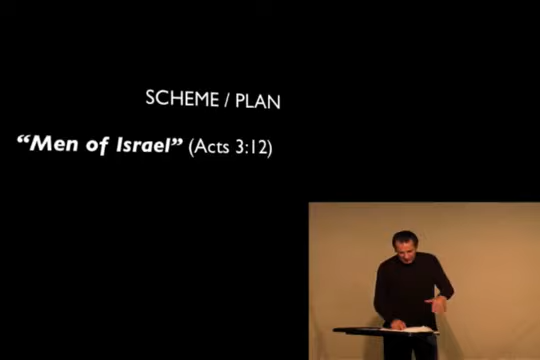 SCHEME / PLAN
“Men of Israel” (Acts 3:12)